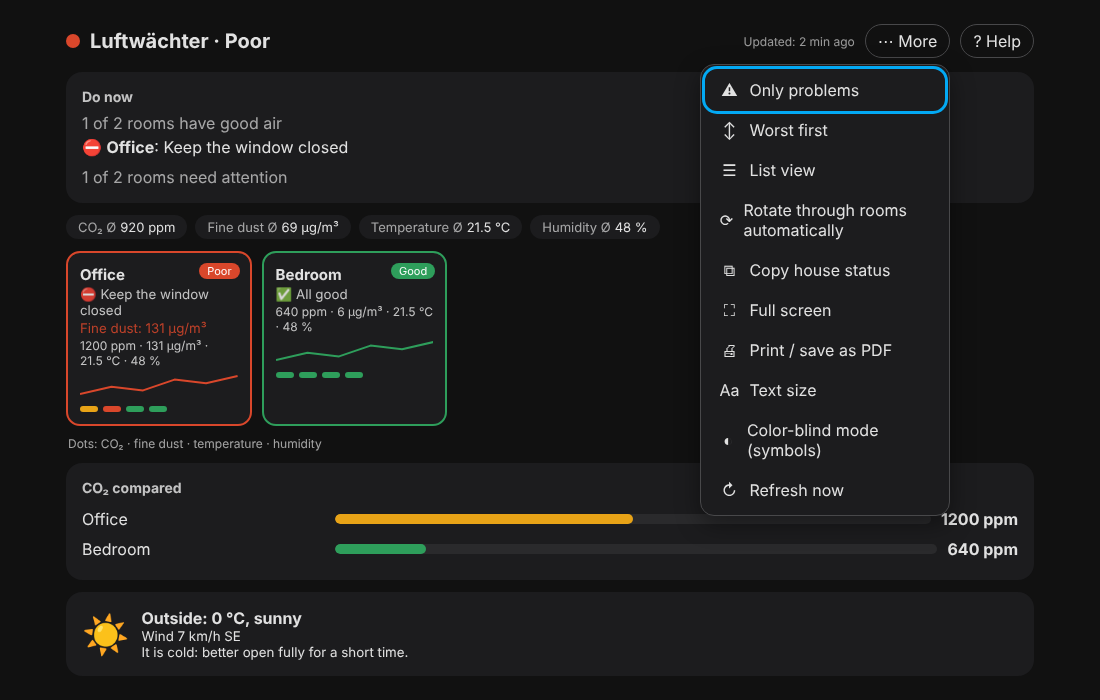 Luftwächter · Poor
Updated: 2 min ago
··· More
? Help
Do now
1 of 2 rooms have good air
⛔ Office: Keep the window closed
1 of 2 rooms need attention
Only problems
Worst first
List view
Rotate through rooms
automatically
Copy house status
Full screen
Print / save as PDF
Aa Text size
Color-blind mode
(symbols)
Refresh now
CO₂ Ø 920 ppm
Fine dust Ø 69 µg/m³
Temperature Ø 21.5 °C
Humidity Ø 48 %
Office
Poor
⛔ Keep the window
closed
Fine dust: 131 µg/m³
1200 ppm · 131 µg/m³ ·
21.5 °C · 48 %
Bedroom
Good
✅ All good
640 ppm · 6 µg/m³ · 21.5 °C
· 48 %
Dots: CO₂ · fine dust · temperature · humidity
CO₂ compared
Office
1200 ppm
Bedroom
640 ppm
Outside: 0 °C, sunny
Wind 7 km/h SE
It is cold: better open fully for a short time.